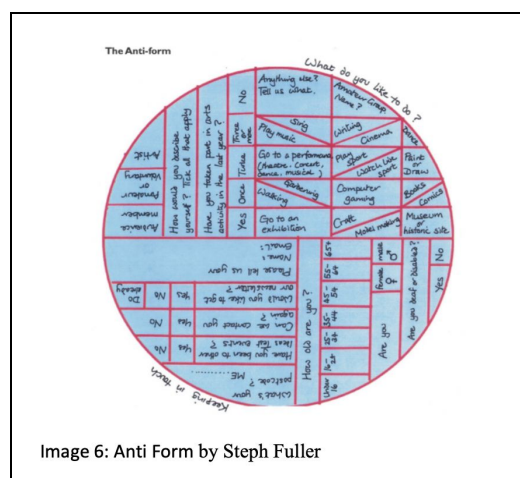 The Anti-form
What do you like to do?
Anything else?
Tell us what.
Amateur Group
Name?
Sing
Play music
Writing
Cinema
Dance
Go to a performance
(theatre, concert,
dance, musical)
Play
sport
Watch live
sport
Paint
or
Draw
Gardening
Walking
Computer
gaming
Books
Comics
Go to an
exhibition
Craft
Model making
Museum
or
historic site
How would you describe
yourself? Tick all that apply
Artist
Amateur
or
Voluntary
Audience
member
Have you taken part in arts
activity in the last year?
No
Three
or
more
Twice
Once
Yes
How old are you?
65+
55-
64
45-
54
35-
44
25-
34
16-
25
Under
16
Are you
male
Female
Are you deaf or disabled?
No
Yes
Keeping in touch
What's your
postcode?
ME ........
Have you been to other
Ideas Test events?
Yes
No
Can we contact you
again?
Yes
No
Would you like to get
our newsletter?
Yes
No
Do
already
Please tell us your
Name:
Email:
Image 6: Anti Form by Steph Fuller